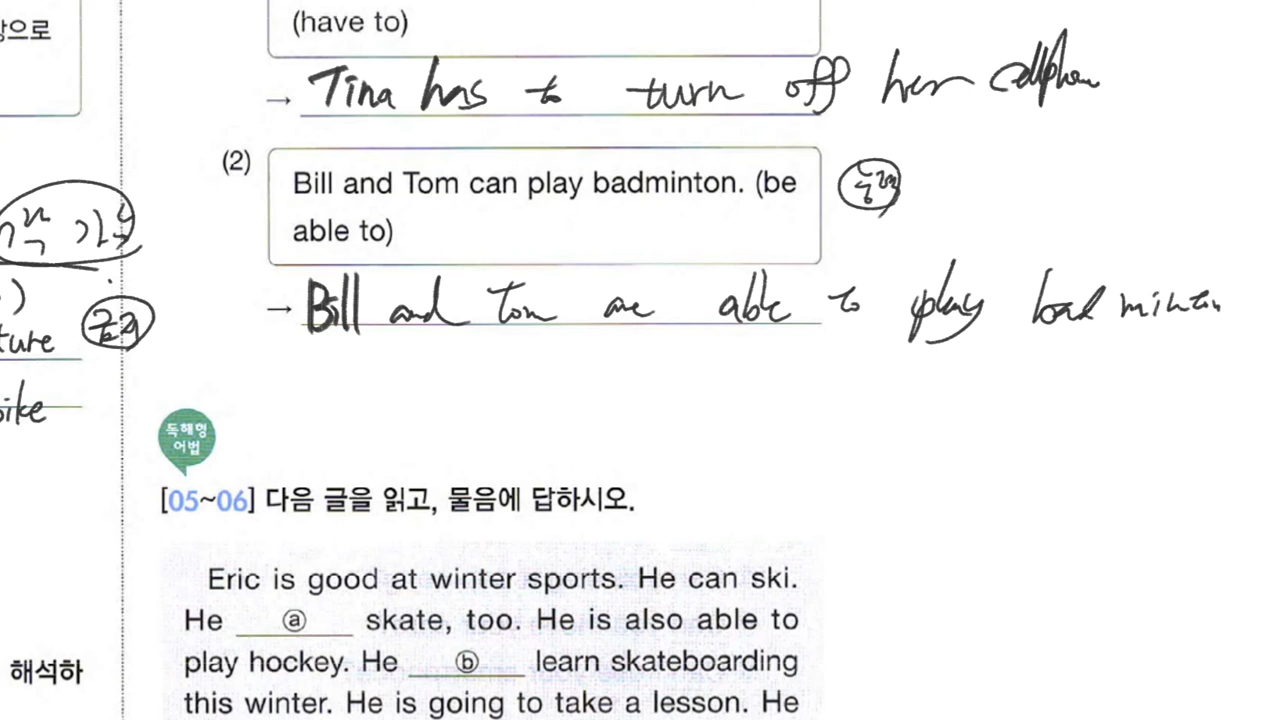 상으로
(have to)
→ Tina has to turn off her cellphone
(2)
Bill and Tom can play badminton. (be
able to)
→ Bill and Tom are able to play badminton
ture
bike
독해형
어법
[05~06] 다음 글을 읽고, 물음에 답하시오.
Eric is good at winter sports. He can ski.
He ⓐ skate, too. He is also able to
play hockey. He ⓑ learn skateboarding
this winter. He is going to take a lesson. He
해석하